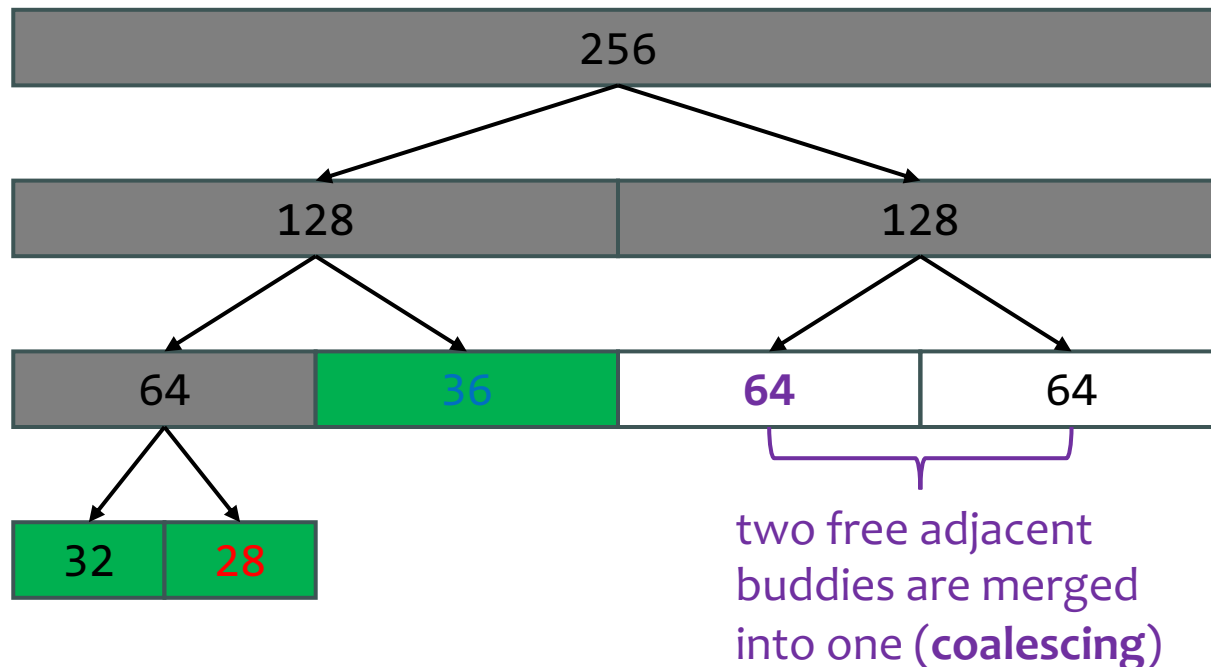 256
128 128
64 36 64 64
32 28
two free adjacent
buddies are merged
into one (coalescing)